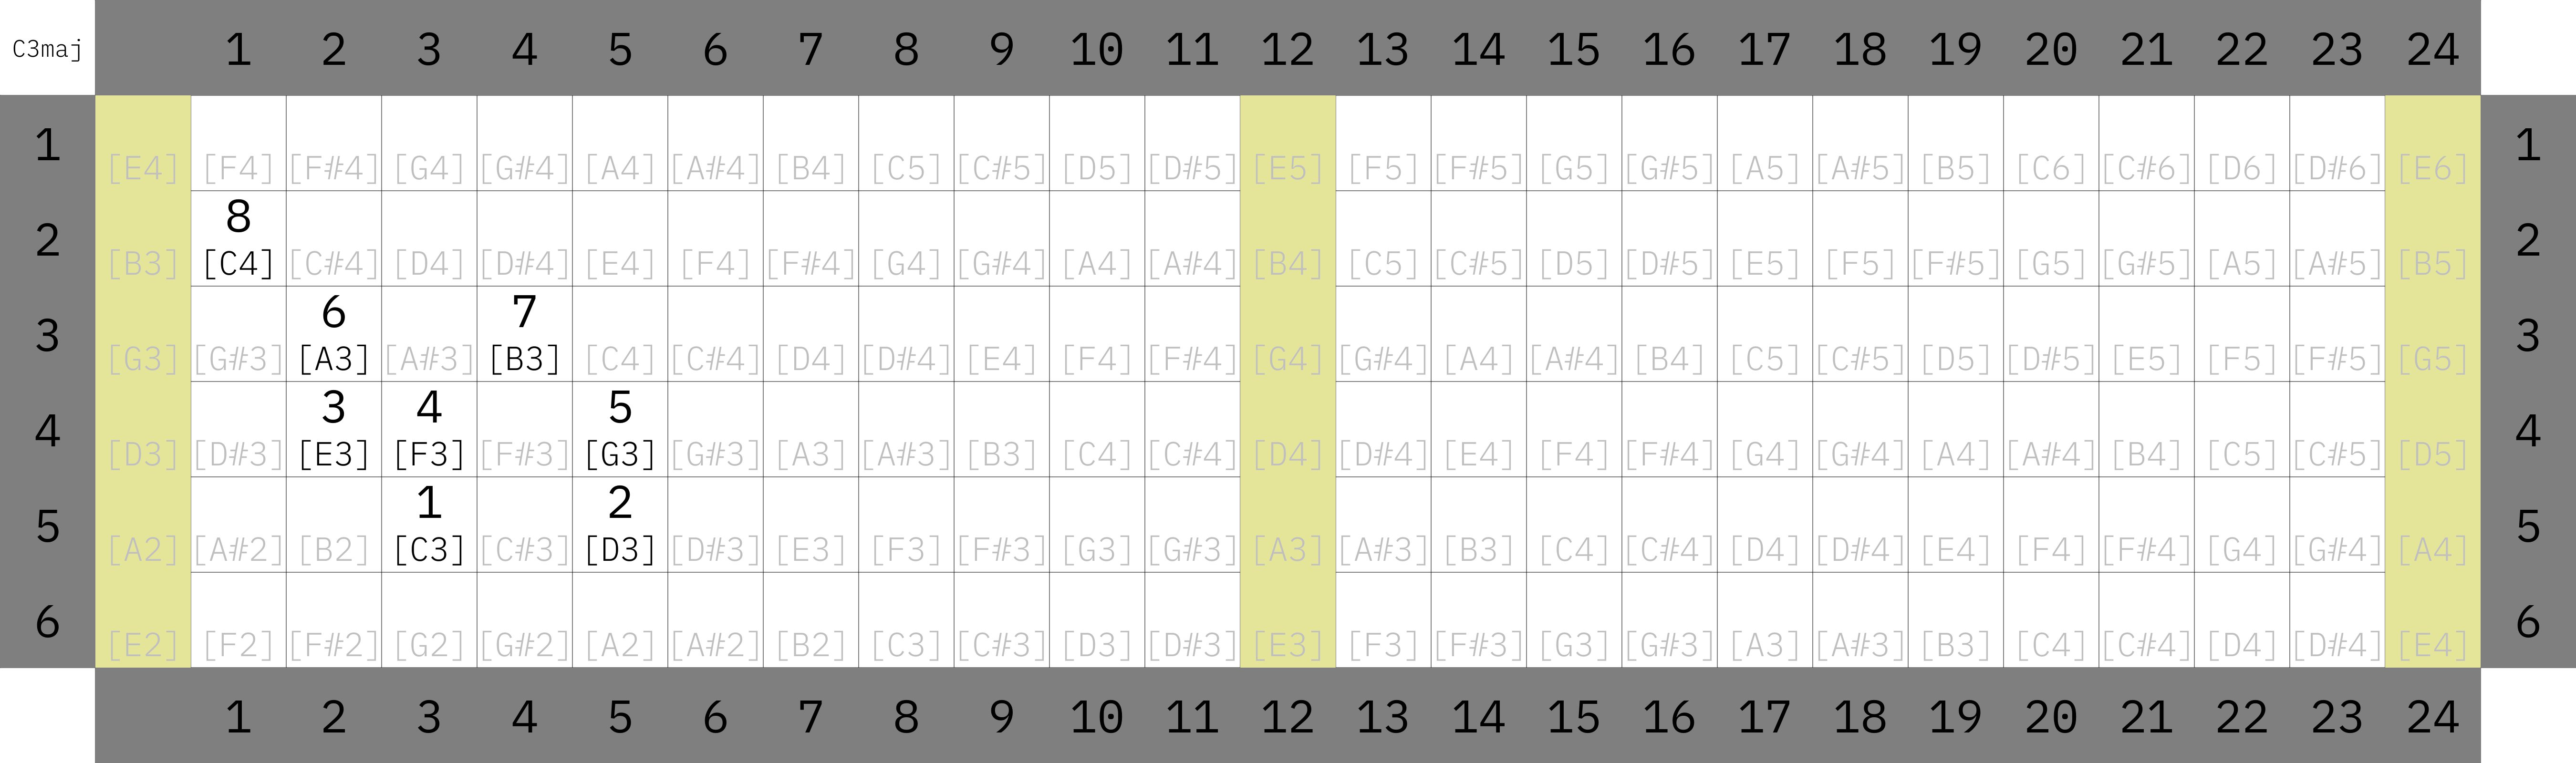 C3maj 1 2 3 4 5 6 7 8 9 10 11 12 13 14 15 16 17 18 19 20 21 22 23 24
1 1
[E4] [F4] [F#4] [G4] [G#4] [A4] [A#4] [B4] [C5] [C#5] [D5] [D#5] [E5] [F5] [F#5] [G5] [G#5] [A5] [A#5] [B5] [C6] [C#6] [D6] [D#6] [E6]
8
2 2
[B3] [C4] [C#4] [D4] [D#4] [E4] [F4] [F#4] [G4] [G#4] [A4] [A#4] [B4] [C5] [C#5] [D5] [D#5] [E5] [F5] [F#5] [G5] [G#5] [A5] [A#5] [B5]
6 7
3 3
[G3] [G#3] [A3] [A#3] [B3] [C4] [C#4] [D4] [D#4] [E4] [F4] [F#4] [G4] [G#4] [A4] [A#4] [B4] [C5] [C#5] [D5] [D#5] [E5] [F5] [F#5] [G5]
3 4 5
4 4
[D3] [D#3] [E3] [F3] [F#3] [G3] [G#3] [A3] [A#3] [B3] [C4] [C#4] [D4] [D#4] [E4] [F4] [F#4] [G4] [G#4] [A4] [A#4] [B4] [C5] [C#5] [D5]
1 2
5 5
[A2] [A#2] [B2] [C3] [C#3] [D3] [D#3] [E3] [F3] [F#3] [G3] [G#3] [A3] [A#3] [B3] [C4] [C#4] [D4] [D#4] [E4] [F4] [F#4] [G4] [G#4] [A4]
6 6
[E2] [F2] [F#2] [G2] [G#2] [A2] [A#2] [B2] [C3] [C#3] [D3] [D#3] [E3] [F3] [F#3] [G3] [G#3] [A3] [A#3] [B3] [C4] [C#4] [D4] [D#4] [E4]
1 2 3 4 5 6 7 8 9 10 11 12 13 14 15 16 17 18 19 20 21 22 23 24